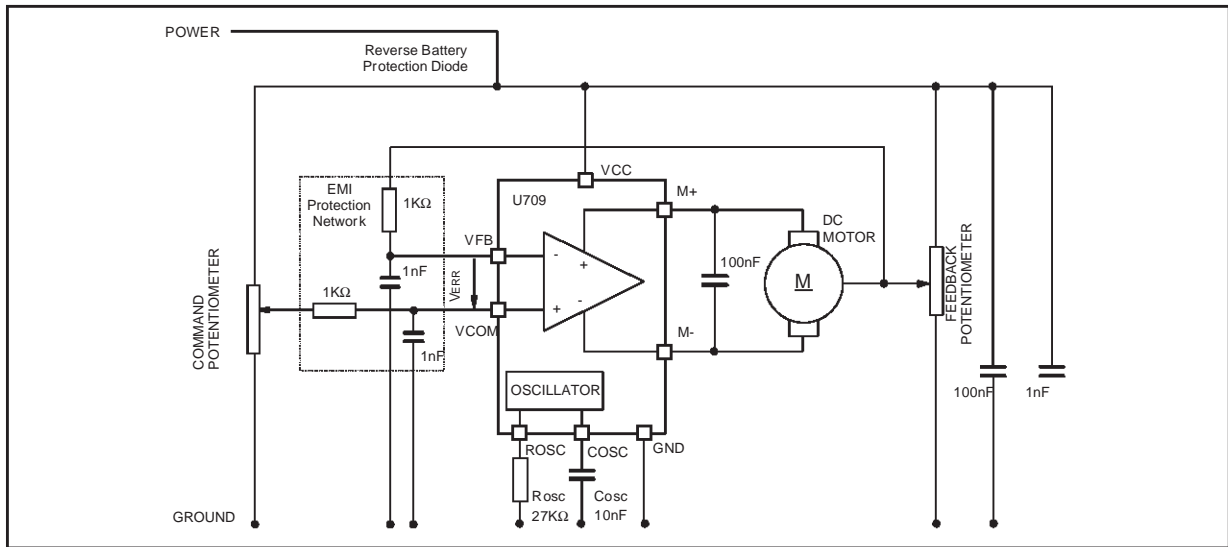 POWER
Reverse Battery
Protection Diode
VCC
M+
EMI
Protection
Network
1KΩ
U709
DC
MOTOR
VFB
-
+
100nF
1nF
VERR
M
1KΩ
-
+
VCOM
M-
1nF
COMMAND
POTENTIOMETER
FEEDBACK
POTENTIOMETER
100nF
1nF
OSCILLATOR
ROSC
COSC
GND
Rosc
27KΩ
Cosc
10nF
GROUND